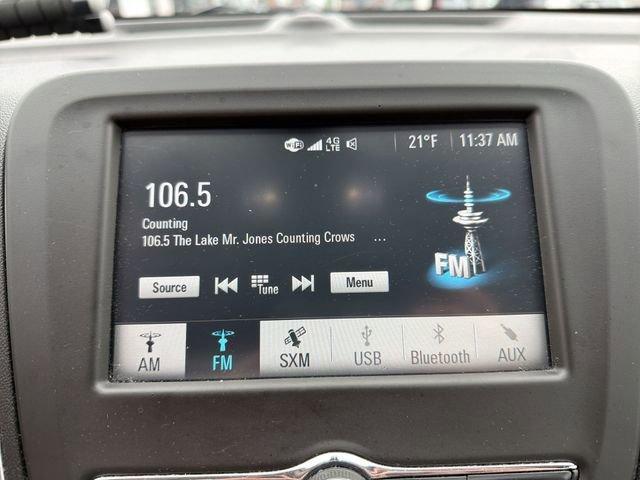 WiFi 4G LTE 21°F 11:37 AM
106.5
Counting
106.5 The Lake Mr. Jones Counting Crows ...
FM
Source Tune Menu
AM FM SXM USB Bluetooth AUX